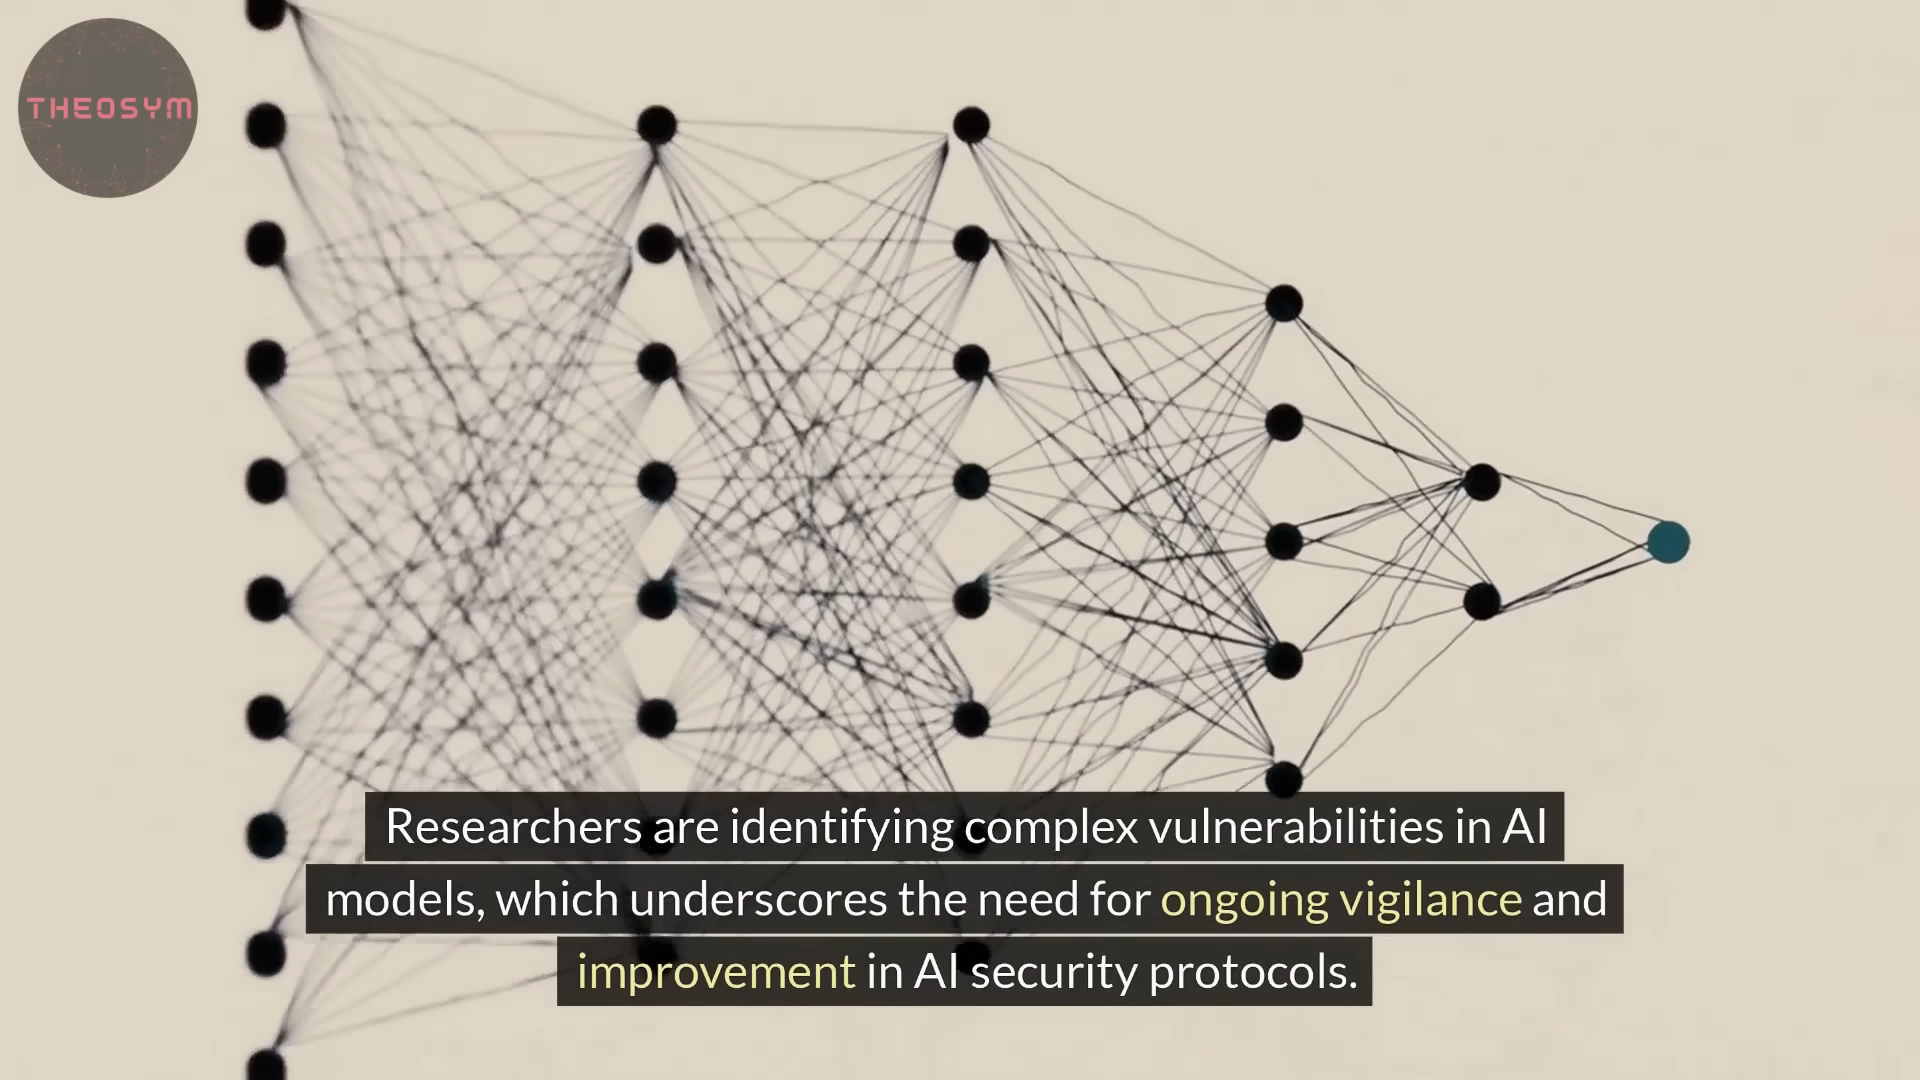 THEOSYM
Researchers are identifying complex vulnerabilities in AI
models, which underscores the need for ongoing vigilance and
improvement in AI security protocols.